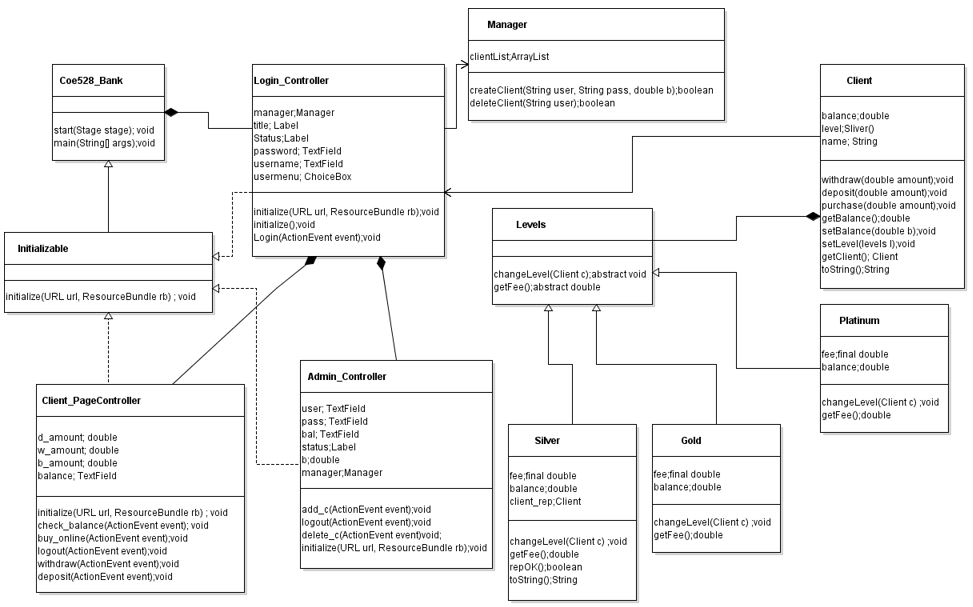 Manager
clientList;ArrayList
createClient(String user, String pass, double b);boolean
deleteClient(String user);boolean
Coe528_Bank
start(Stage stage); void
main(String[] args);void
Login_Controller
manager;Manager
title; Label
Status;Label
password; TextField
username; TextField
usermenu; ChoiceBox
initialize(URL url, ResourceBundle rb);void
initialize();void
Login(ActionEvent event);void
Client
balance;double
level;Sliver()
name; String
withdraw(double amount);void
deposit(double amount);void
purchase(double amount);void
getBalance();double
setBalance(double b);void
setLevel(levels l);void
getClient(); Client
toString();String
Levels
changeLevel(Client c);abstract void
getFee();abstract double
Initializable
initialize(URL url, ResourceBundle rb) ; void
Platinum
fee;final double
balance;double
changeLevel(Client c) ;void
getFee();double
Client_PageController
d_amount; double
w_amount; double
b_amount; double
balance; TextField
initialize(URL url, ResourceBundle rb) ; void
check_balance(ActionEvent event); void
buy_online(ActionEvent event);void
logout(ActionEvent event);void
withdraw(ActionEvent event);void
deposit(ActionEvent event);void
Admin_Controller
user; TextField
pass; TextField
bal; TextField
status;Label
b;double
manager;Manager
add_c(ActionEvent event);void
logout(ActionEvent event);void
delete_c(ActionEvent event)void;
initialize(URL url, ResourceBundle rb);void
Silver
fee;final double
balance;double
client_rep;Client
changeLevel(Client c) ;void
getFee();double
repOK();boolean
toString();String
Gold
fee;final double
balance;double
changeLevel(Client c) ;void
getFee();double